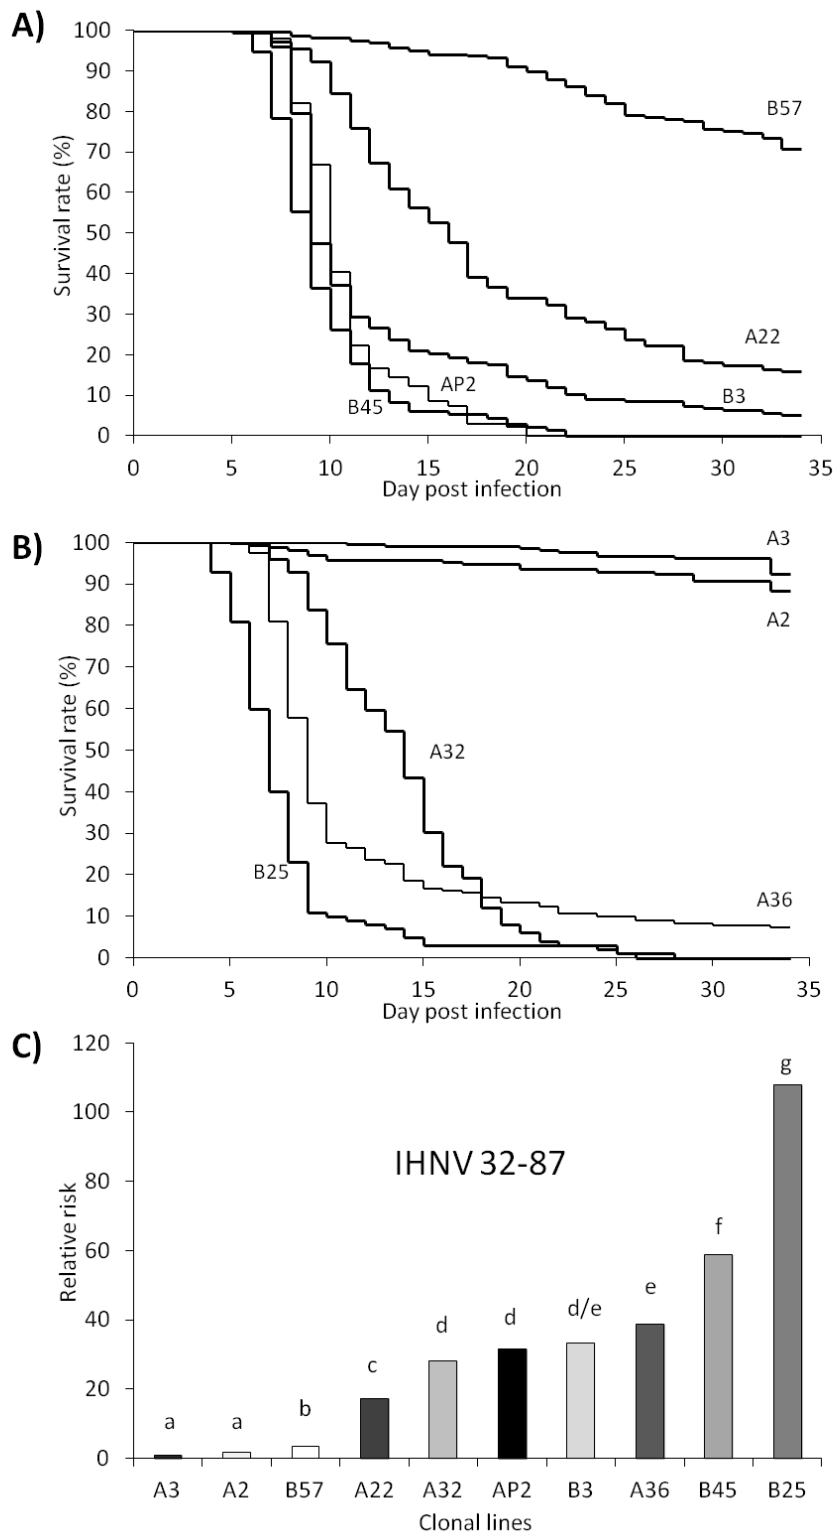 A)
100
90
80
70
60
50
40
30
20
10
0
Survival rate (%)
B57
A22
B3
AP2
B45
0 5 10 15 20 25 30 35
Day post infection
B)
100
90
80
70
60
50
40
30
20
10
0
Survival rate (%)
A3
A2
A32
B25
A36
0 5 10 15 20 25 30 35
Day post infection
C)
120
100
80
60
40
20
0
Relative risk
IHNV 32-87
a a b c d d d/e e f g
A3 A2 B57 A22 A32 AP2 B3 A36 B45 B25
Clonal lines